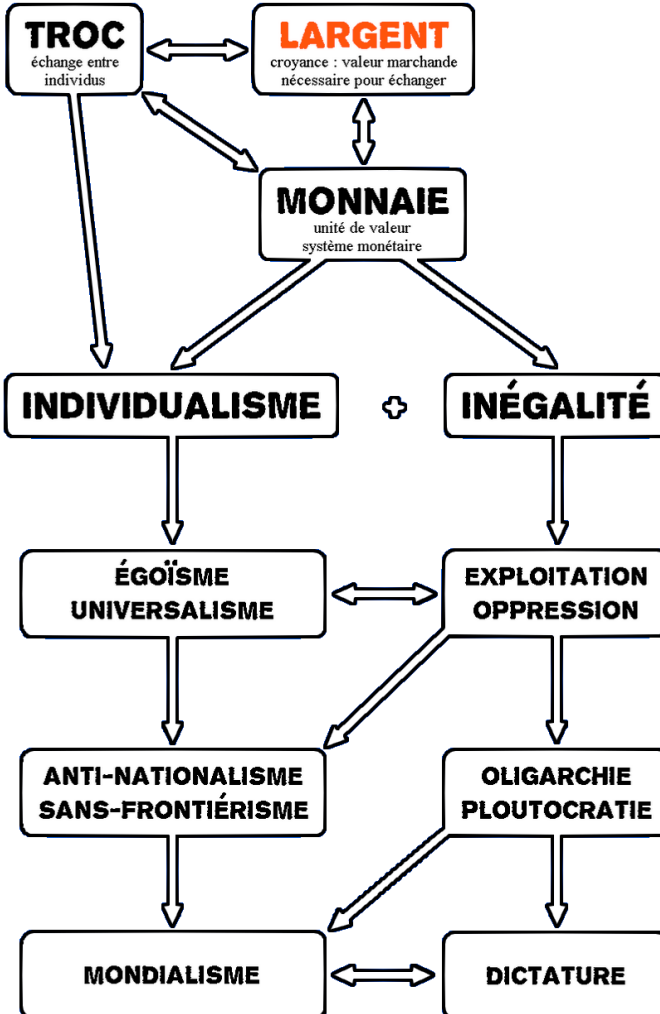 TROC
échange entre
individus
LARGENT
croyance : valeur marchande
nécessaire pour échanger
MONNAIE
unité de valeur
système monétaire
INDIVIDUALISME
+
INÉGALITÉ
ÉGOÏSME
UNIVERSALISME
EXPLOITATION
OPPRESSION
ANTI-NATIONALISME
SANS-FRONTIÉRISME
OLIGARCHIE
PLOUTOCRATIE
MONDIALISME
DICTATURE